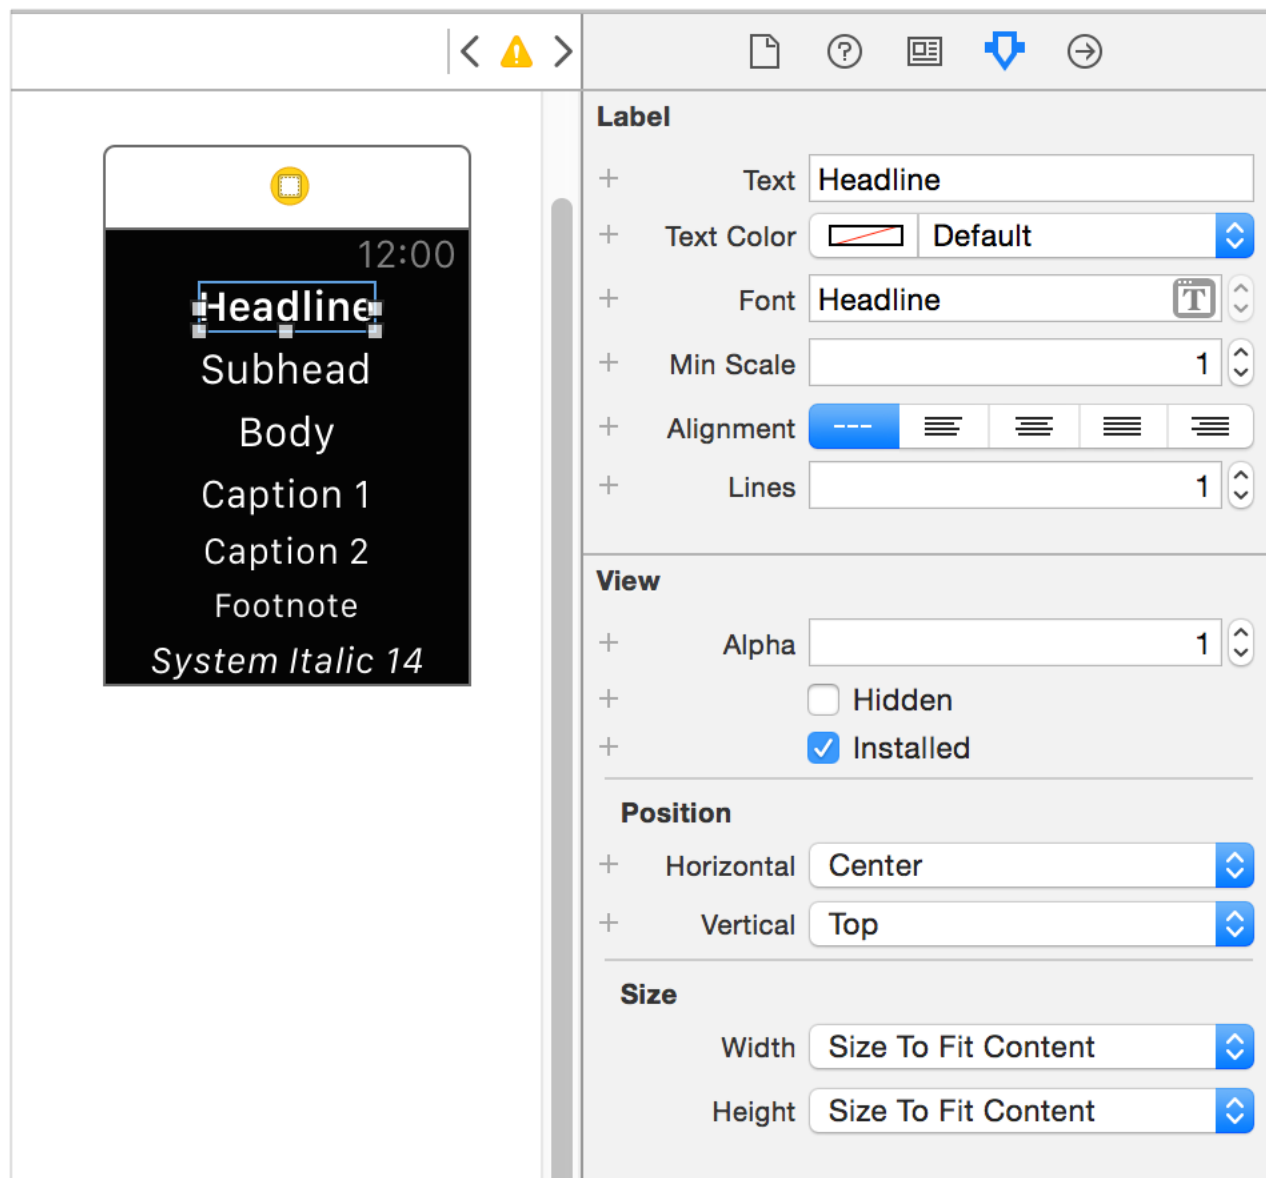 12:00
Headline
Subhead
Body
Caption 1
Caption 2
Footnote
System Italic 14
Label
Text Headline
Text Color Default
Font Headline T
Min Scale 1
Alignment ---
Lines 1
View
Alpha 1
Hidden
Installed
Position
Horizontal Center
Vertical Top
Size
Width Size To Fit Content
Height Size To Fit Content